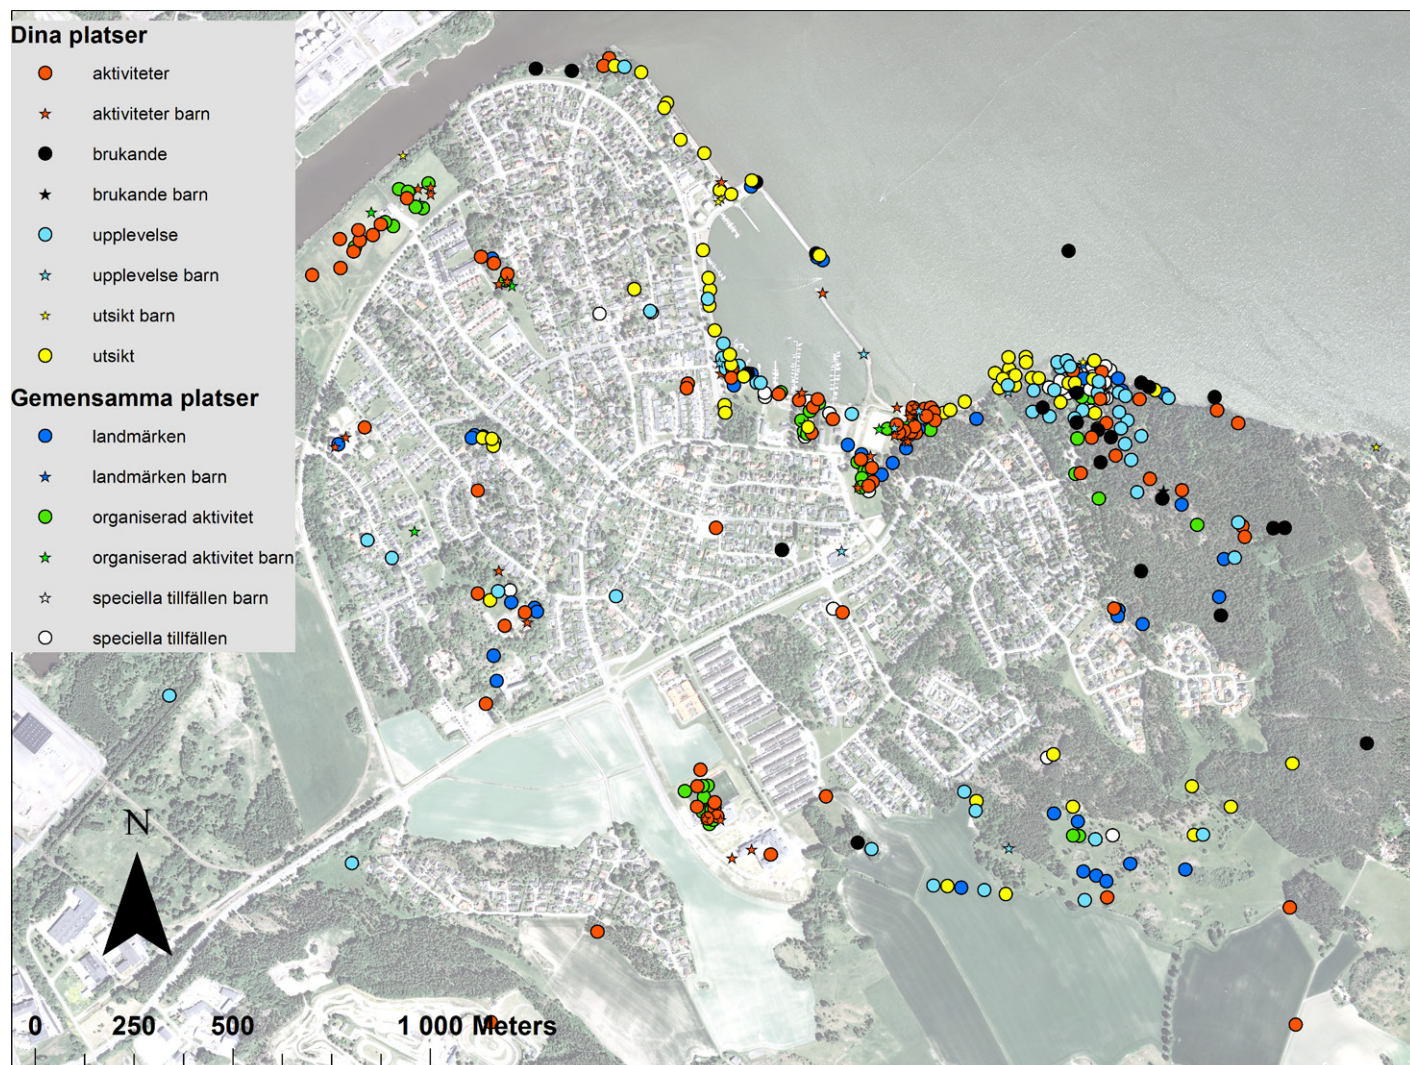 Dina platser
aktiviteter
aktiviteter barn
brukande
brukande barn
upplevelse
upplevelse barn
utsikt barn
utsikt
Gemensamma platser
landmärken
landmärken barn
organiserad aktivitet
organiserad aktivitet barn
speciella tillfällen barn
speciella tillfällen
N
0 250 500 1 000 Meters